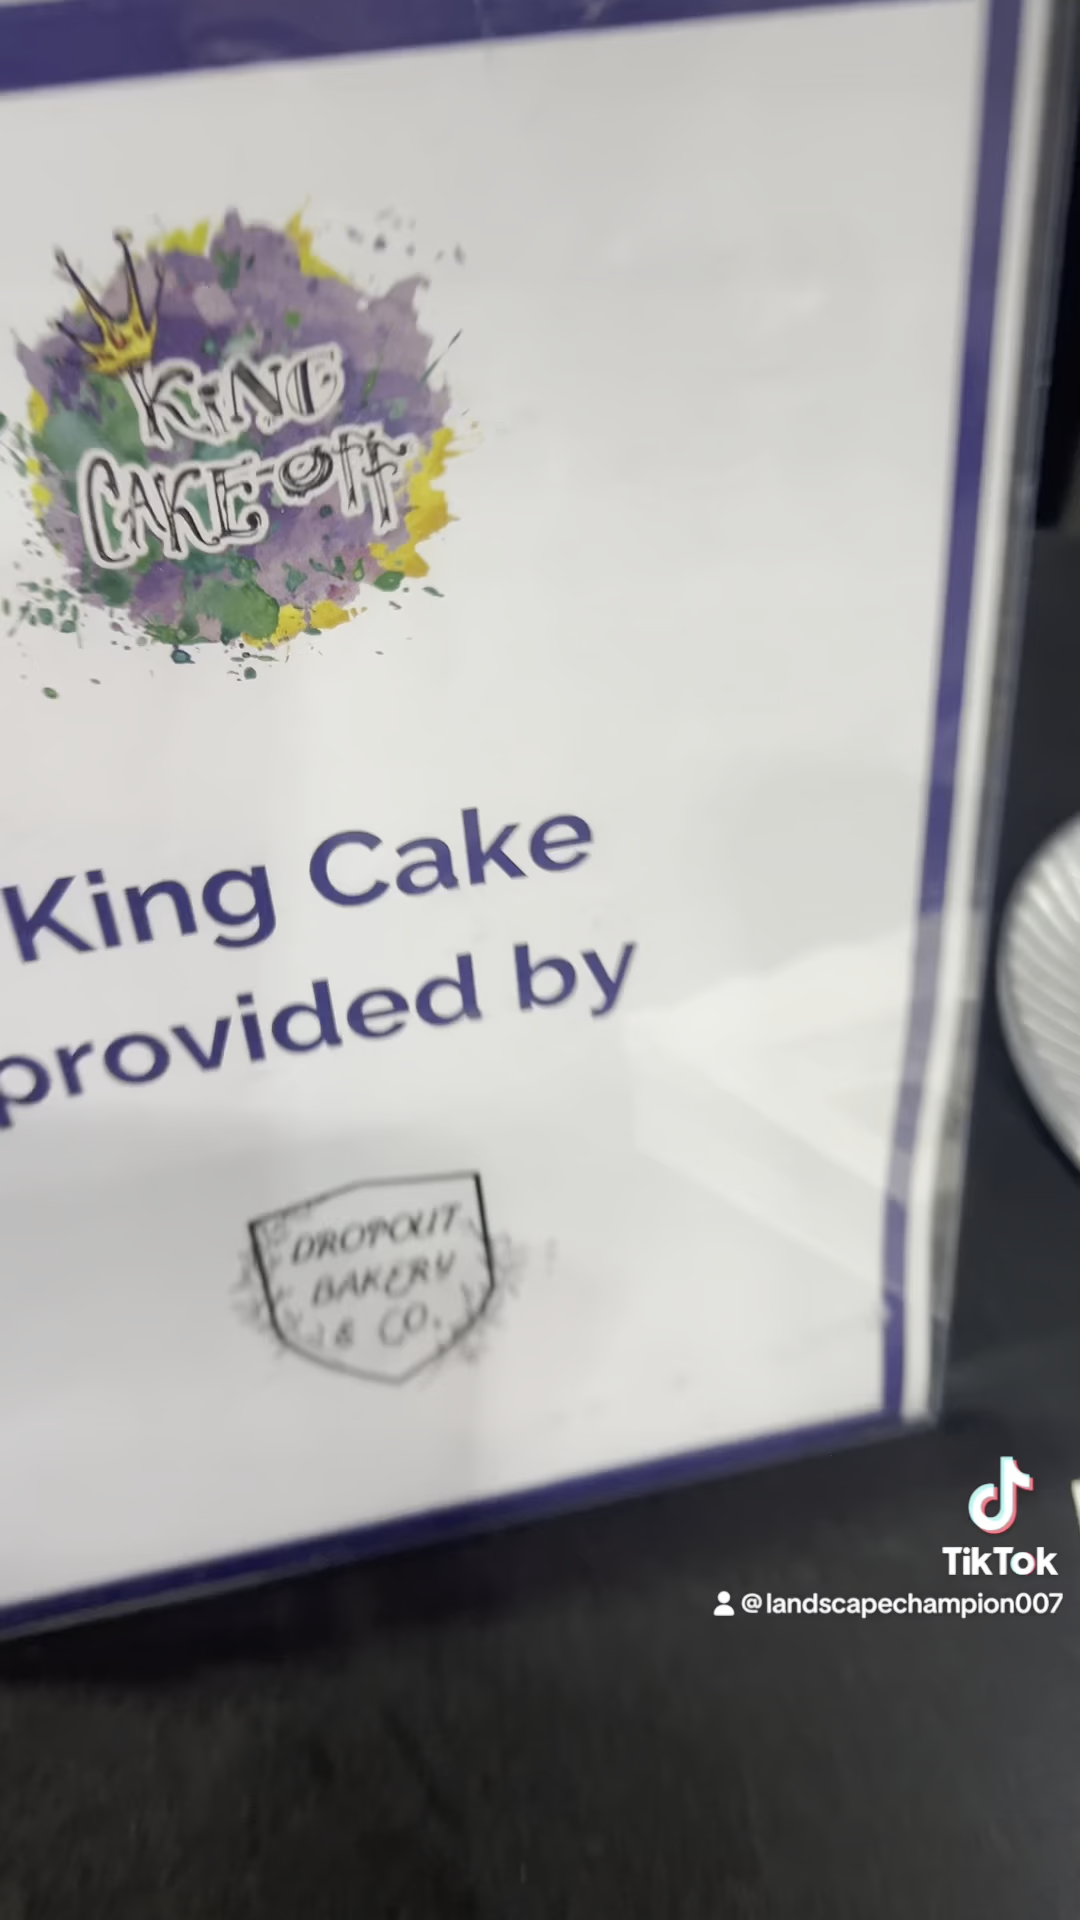 KiNG
CAKE-OFF
King Cake
provided by
DROPOUT
BAKERY
& CO.
TikTok
@landscapechampion007